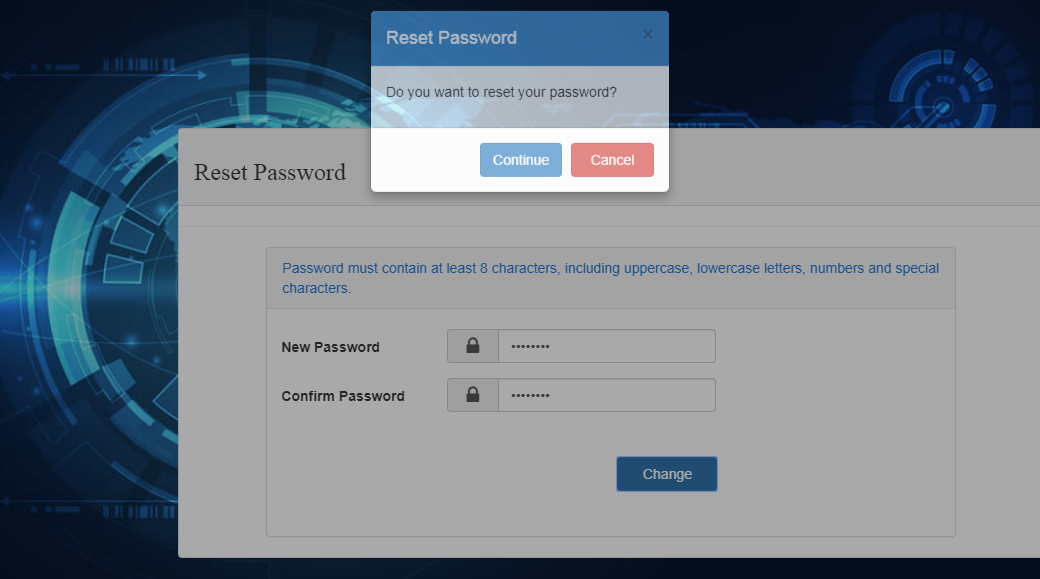 Reset Password ×
Do you want to reset your password?
Continue Cancel
Reset Password
Password must contain at least 8 characters, including uppercase, lowercase letters, numbers and special
characters.
New Password ••••••••
Confirm Password ••••••••
Change